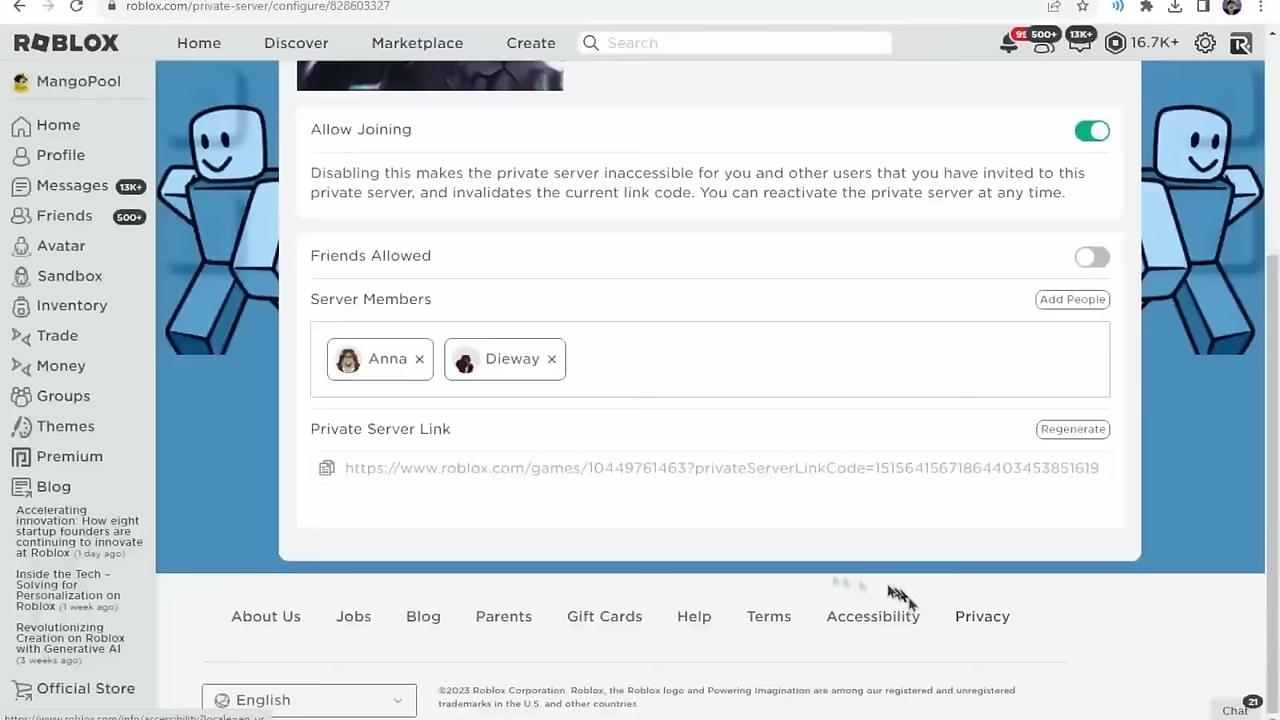 roblox.com/private-server/configure/828603327
ROBLOX
Home
Discover
Marketplace
Create
Search
99
500+
13K+
16.7K+
MangoPool
Home
Profile
Messages 13K+
Friends 500+
Avatar
Sandbox
Inventory
Trade
Money
Groups
Themes
Premium
Blog
Accelerating
innovation: How eight
startup founders are
continuing to innovate
at Roblox (1 day ago)
Inside the Tech –
Solving for
Personalization on
Roblox (1 week ago)
Revolutionizing
Creation on Roblox
with Generative AI
(3 weeks ago)
Official Store
Allow Joining
Disabling this makes the private server inaccessible for you and other users that you have invited to this
private server, and invalidates the current link code. You can reactivate the private server at any time.
Friends Allowed
Server Members
Add People
Anna ×
Dieway ×
Private Server Link
Regenerate
https://www.roblox.com/games/10449761463?privateServerLinkCode=15156415671864403453851619
About Us
Jobs
Blog
Parents
Gift Cards
Help
Terms
Accessibility
Privacy
English
©2023 Roblox Corporation. Roblox, the Roblox logo and Powering Imagination are among our registered and unregistered
trademarks in the U.S. and other countries.
Chat
21